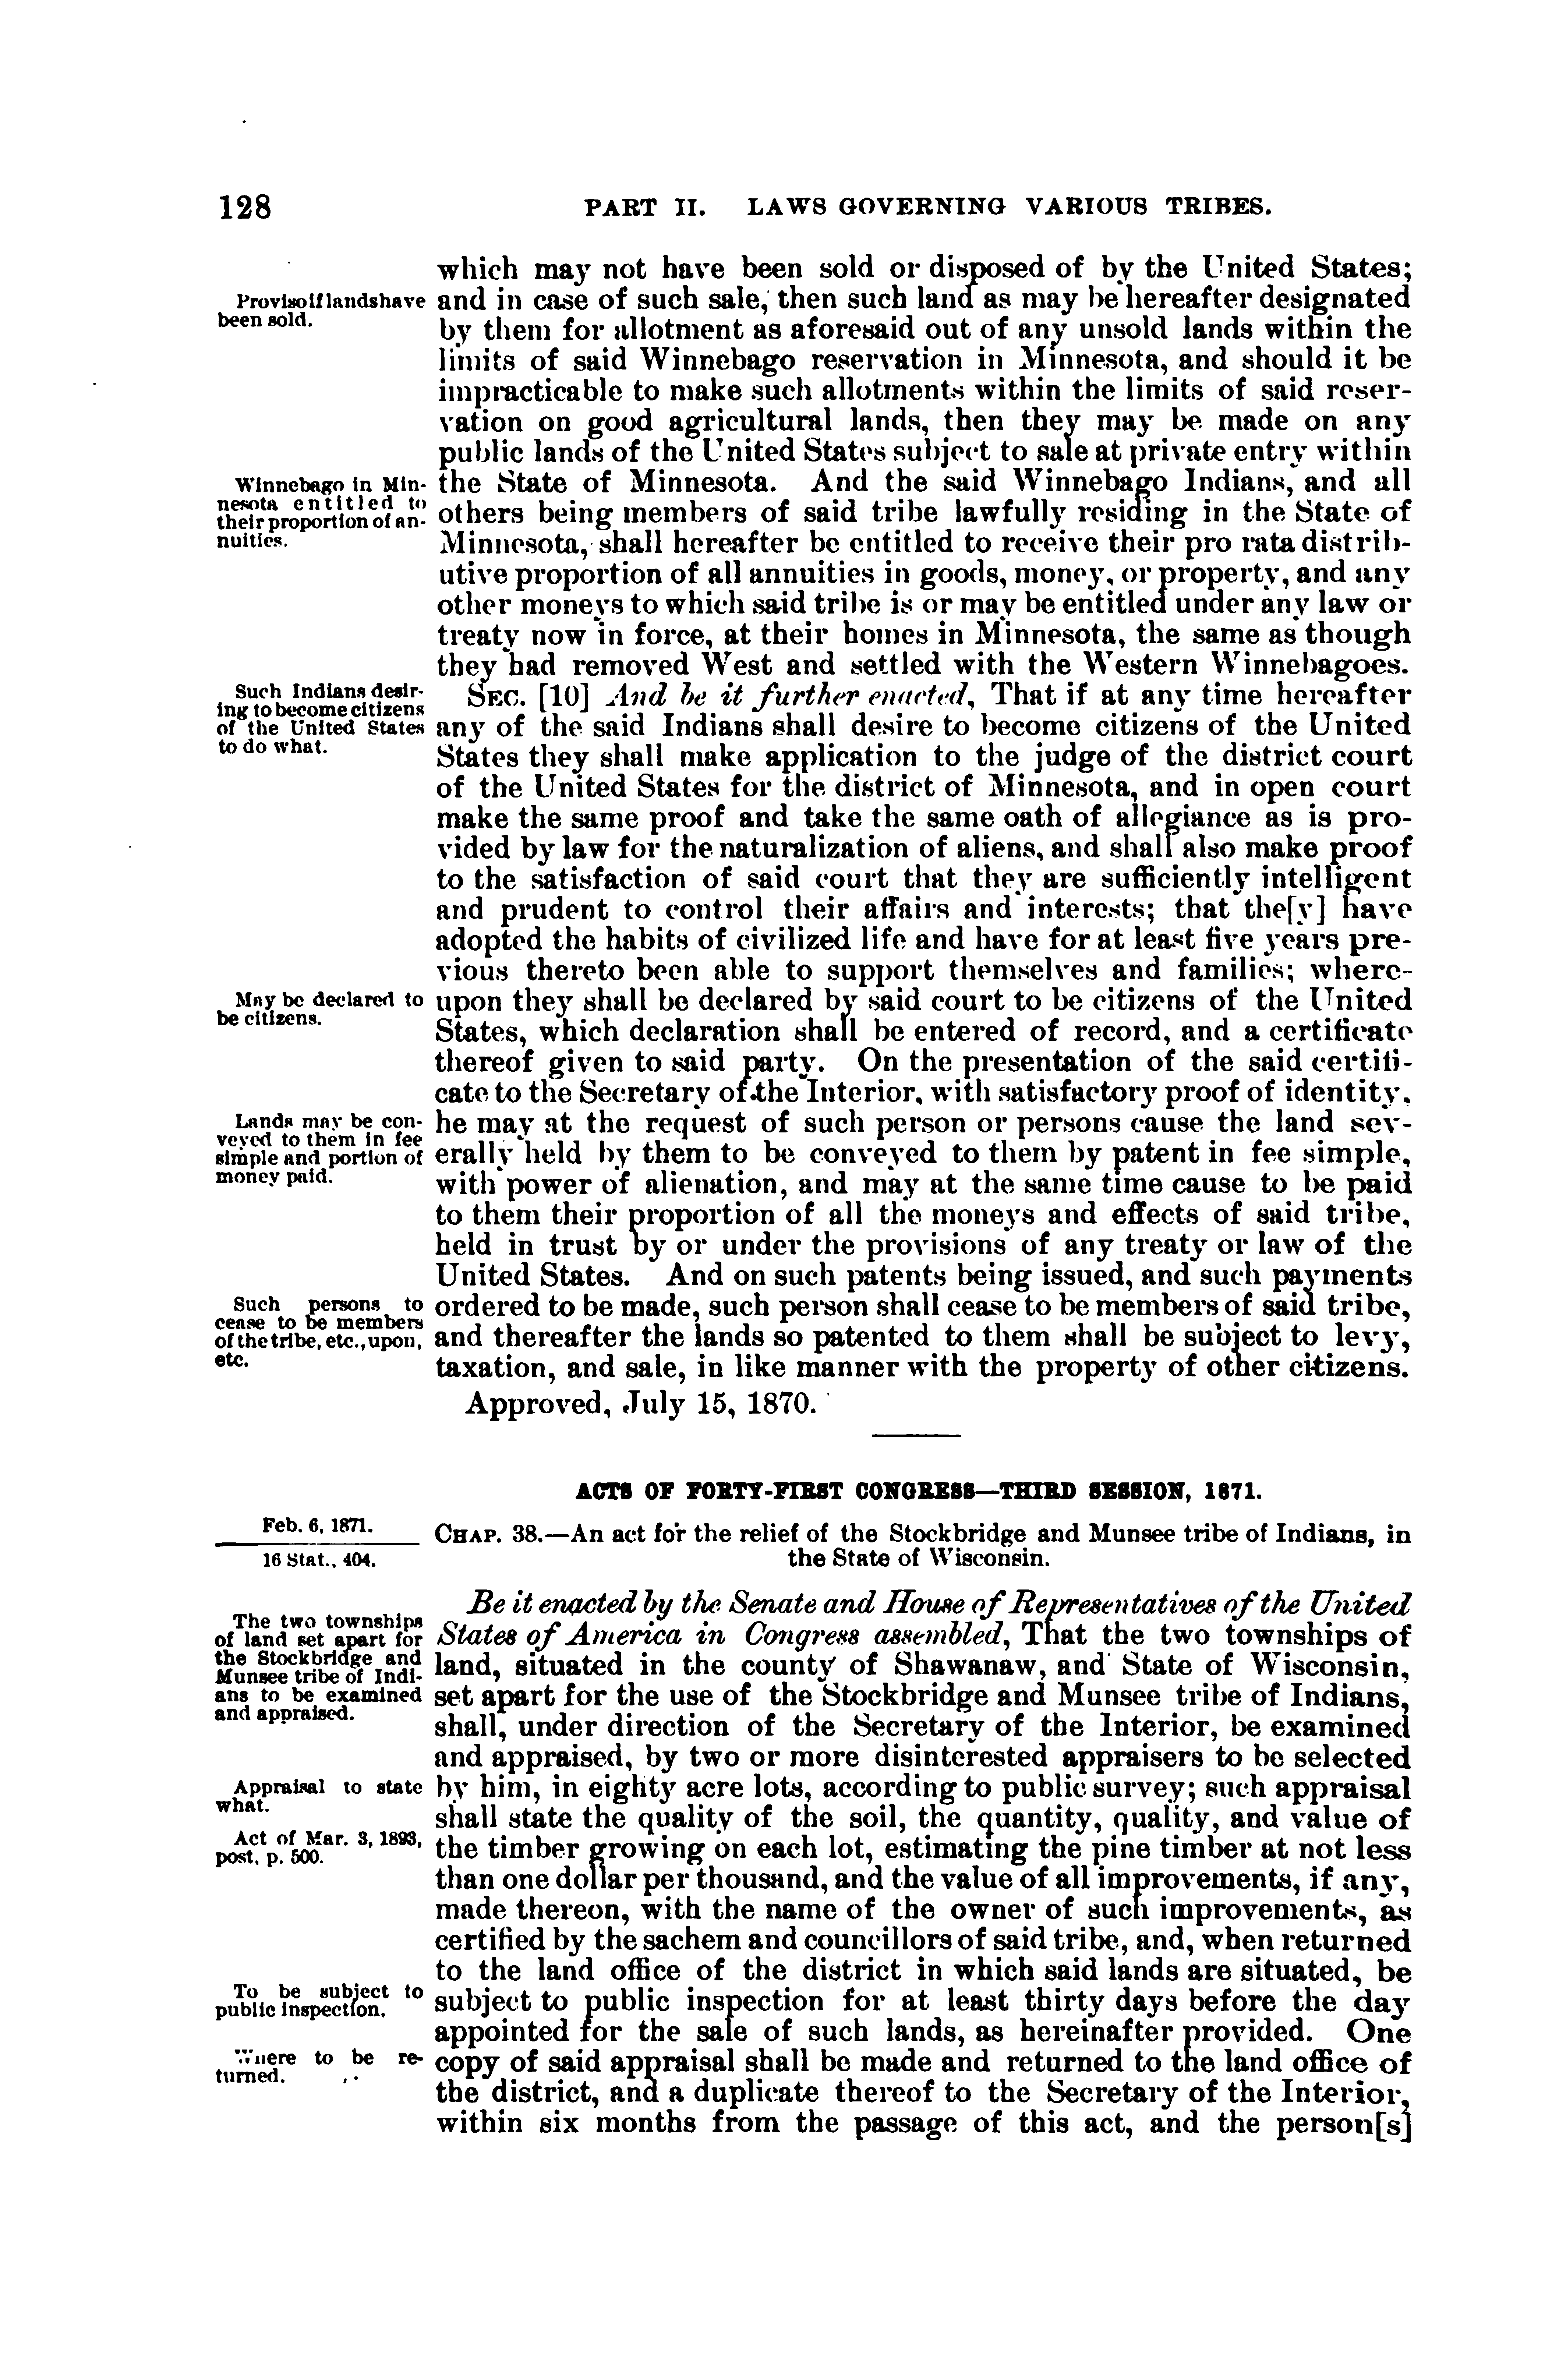 128 PART II. LAWS GOVERNING VARIOUS TRIBES.
which may not have been sold or disposed of by the United States;
Proviso if lands have been sold.
and in case of such sale, then such land as may be hereafter designated
by them for allotment as aforesaid out of any unsold lands within the
limits of said Winnebago reservation in Minnesota, and should it be
impracticable to make such allotments within the limits of said reser-
vation on good agricultural lands, then they may be made on any
public lands of the United States subject to sale at private entry within
Winnebago in Min-
nesota entitled to
their proportion of an-
nuities.
the State of Minnesota. And the said Winnebago Indians, and all
others being members of said tribe lawfully residing in the State of
Minnesota, shall hereafter be entitled to receive their pro rata distrib-
utive proportion of all annuities in goods, money, or property, and any
other moneys to which said tribe is or may be entitled under any law or
treaty now in force, at their homes in Minnesota, the same as though
they had removed West and settled with the Western Winnebagoes.
Such Indians desir-
ing to become citizens
of the United States
to do what.
SEC. [10] And be it further enacted, That if at any time hereafter
any of the said Indians shall desire to become citizens of the United
States they shall make application to the judge of the district court
of the United States for the district of Minnesota, and in open court
make the same proof and take the same oath of allegiance as is pro-
vided by law for the naturalization of aliens, and shall also make proof
to the satisfaction of said court that they are sufficiently intelligent
and prudent to control their affairs and interests; that the[y] have
adopted the habits of civilized life and have for at least five years pre-
vious thereto been able to support themselves and families; where-
May be declared to
be citizens.
upon they shall be declared by said court to be citizens of the United
States, which declaration shall be entered of record, and a certificate
thereof given to said party. On the presentation of the said certifi-
cate to the Secretary of the Interior, with satisfactory proof of identity,
Lands may be con-
veyed to them in fee
simple and portion of
money paid.
he may at the request of such person or persons cause the land sev-
erally held by them to be conveyed to them by patent in fee simple,
with power of alienation, and may at the same time cause to be paid
to them their proportion of all the moneys and effects of said tribe,
held in trust by or under the provisions of any treaty or law of the
United States. And on such patents being issued, and such payments
Such persons to
cease to be members
of the tribe, etc., upon,
etc.
ordered to be made, such person shall cease to be members of said tribe,
and thereafter the lands so patented to them shall be subject to levy,
taxation, and sale, in like manner with the property of other citizens.
Approved, July 15, 1870.
ACTS OF FORTY-FIRST CONGRESS—THIRD SESSION, 1871.
Feb. 6, 1871.
16 Stat., 404.
CHAP. 38.—An act for the relief of the Stockbridge and Munsee tribe of Indians, in
the State of Wisconsin.
Be it enacted by the Senate and House of Representatives of the United
The two townships
of land set apart for
the Stockbridge and
Munsee tribe of Indi-
ans to be examined
and appraised.
States of America in Congress assembled, That the two townships of
land, situated in the county of Shawanaw, and State of Wisconsin,
set apart for the use of the Stockbridge and Munsee tribe of Indians,
shall, under direction of the Secretary of the Interior, be examined
and appraised, by two or more disinterested appraisers to be selected
Appraisal to state
what.
by him, in eighty acre lots, according to public survey; such appraisal
shall state the quality of the soil, the quantity, quality, and value of
Act of Mar. 3, 1893,
post, p. 500.
the timber growing on each lot, estimating the pine timber at not less
than one dollar per thousand, and the value of all improvements, if any,
made thereon, with the name of the owner of such improvements, as
certified by the sachem and councillors of said tribe, and, when returned
to the land office of the district in which said lands are situated, be
To be subject to
public inspection.
subject to public inspection for at least thirty days before the day
appointed for the sale of such lands, as hereinafter provided. One
Where to be re-
turned.
copy of said appraisal shall be made and returned to the land office of
the district, and a duplicate thereof to the Secretary of the Interior,
within six months from the passage of this act, and the person[s]